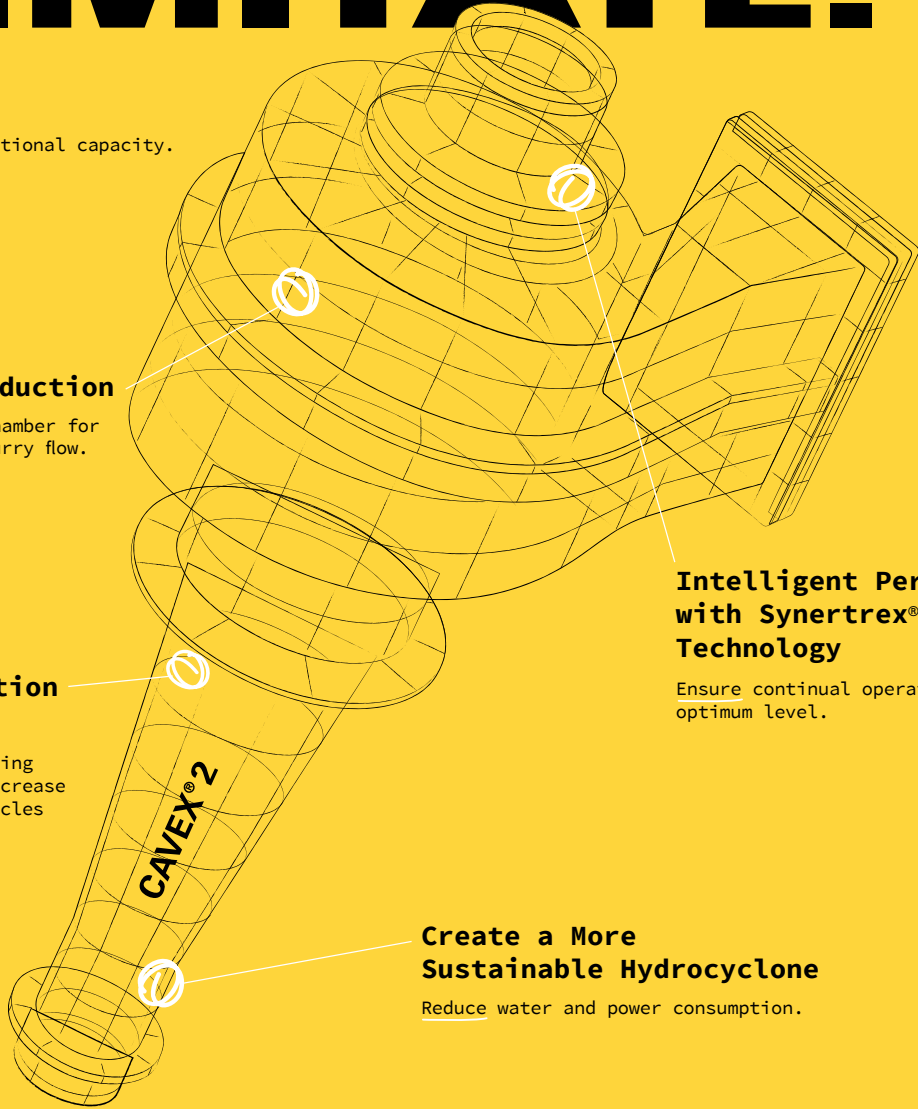 IMITATE!
tional capacity.
duction
amber for
rry flow.
Intelligent Per
with Synertrex®
Technology
Ensure continual opera
optimum level.
tion
ing
crease
cles
CAVEX® 2
Create a More
Sustainable Hydrocyclone
Reduce water and power consumption.